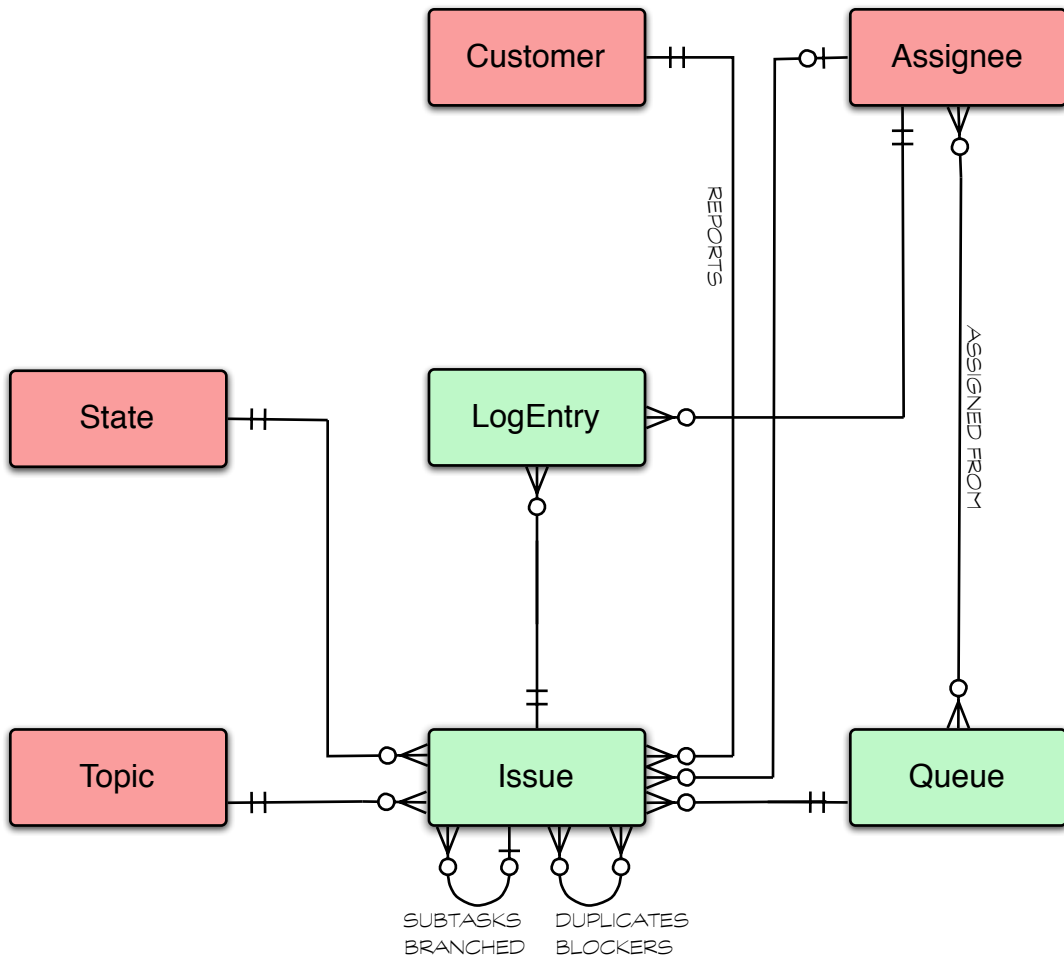 Customer
Assignee
REPORTS
ASSIGNED FROM
State
LogEntry
Topic
Issue
Queue
SUBTASKS
BRANCHED
DUPLICATES
BLOCKERS